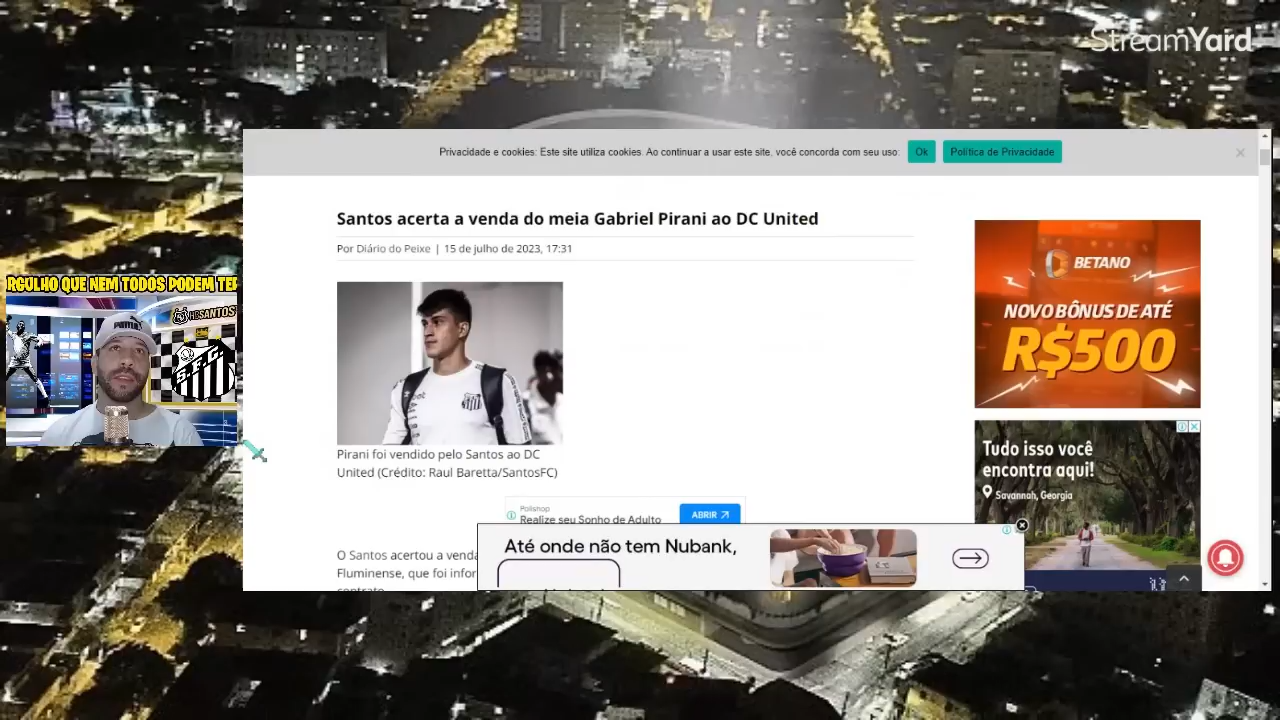 StreamYard
Privacidade e cookies: Este site utiliza cookies. Ao continuar a usar este site, você concorda com seu uso:
Ok
Política de Privacidade
Santos acerta a venda do meia Gabriel Pirani ao DC United
Por Diário do Peixe | 15 de julho de 2023, 17:31
BETANO
NOVO BÔNUS DE ATÉ
R$500
RGULHO QUE NEM TODOS PODEM TER
HBSANTOS
PUMA
S.F.C.
Tudo isso você
encontra aqui!
Savannah, Georgia
Pirani foi vendido pelo Santos ao DC
United (Crédito: Raul Baretta/SantosFC)
Polishop
Realize seu Sonho de Adulto
ABRIR
Até onde não tem Nubank,
O Santos acertou a venda
Fluminense, que foi infor
contrato